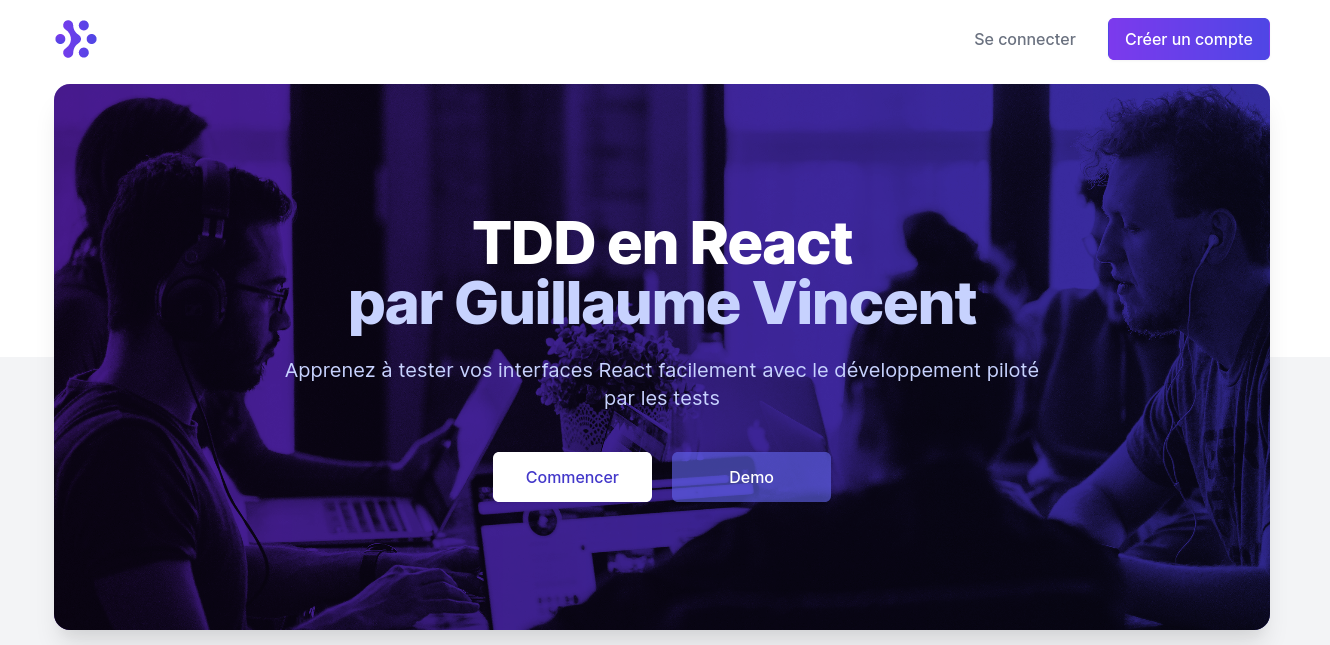 Se connecter
Créer un compte
TDD en React
par Guillaume Vincent
Apprenez à tester vos interfaces React facilement avec le développement piloté
par les tests
Commencer
Demo